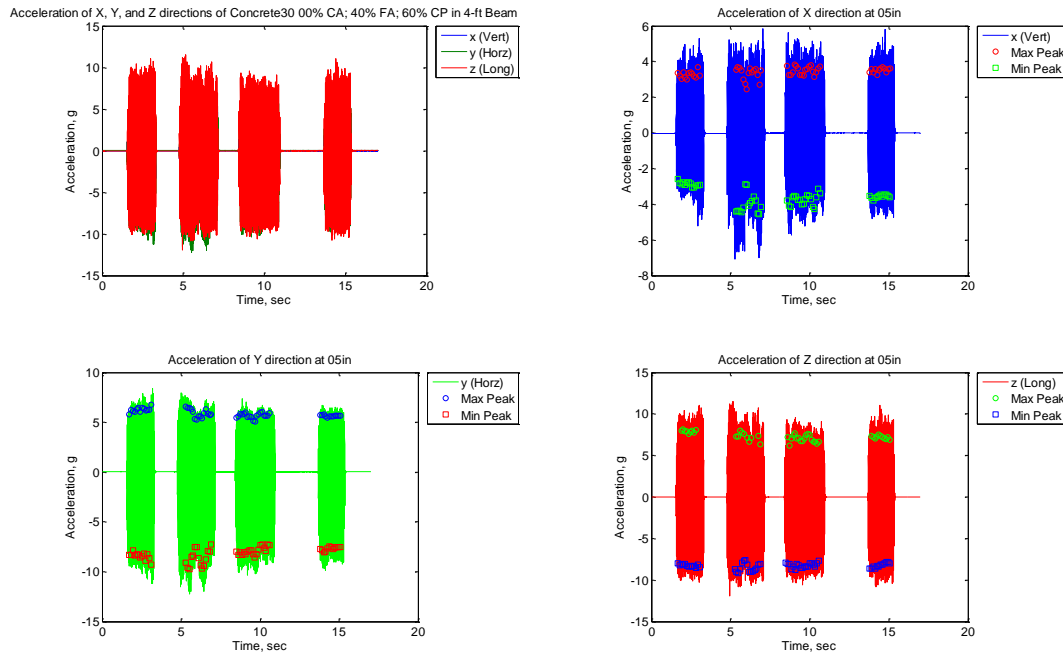 Acceleration of X, Y, and Z directions of Concrete30 00% CA; 40% FA; 60% CP in 4-ft Beam
x (Vert)
y (Horz)
z (Long)
15
10
5
0
-5
-10
-15
Acceleration, g
0 5 10 15 20
Time, sec
Acceleration of X direction at 05in
x (Vert)
Max Peak
Min Peak
6
4
2
0
-2
-4
-6
-8
Acceleration, g
0 5 10 15 20
Time, sec
Acceleration of Y direction at 05in
y (Horz)
Max Peak
Min Peak
10
5
0
-5
-10
-15
Acceleration, g
0 5 10 15 20
Time, sec
Acceleration of Z direction at 05in
z (Long)
Max Peak
Min Peak
15
10
5
0
-5
-10
-15
Acceleration, g
0 5 10 15 20
Time, sec